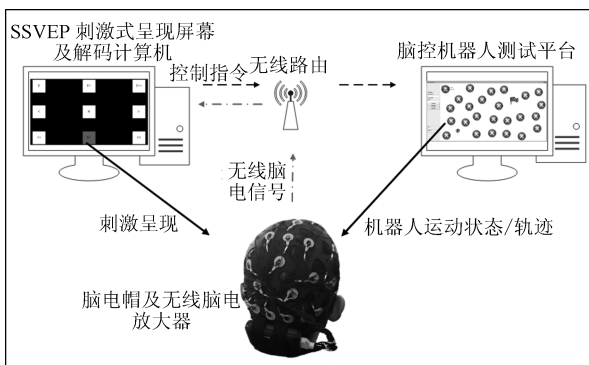 SSVEP 刺激式呈现屏幕
及解码计算机
控制指令
无线路由
脑控机器人测试平台
无线脑
电信号
刺激呈现
机器人运动状态/轨迹
脑电帽及无线脑电
放大器